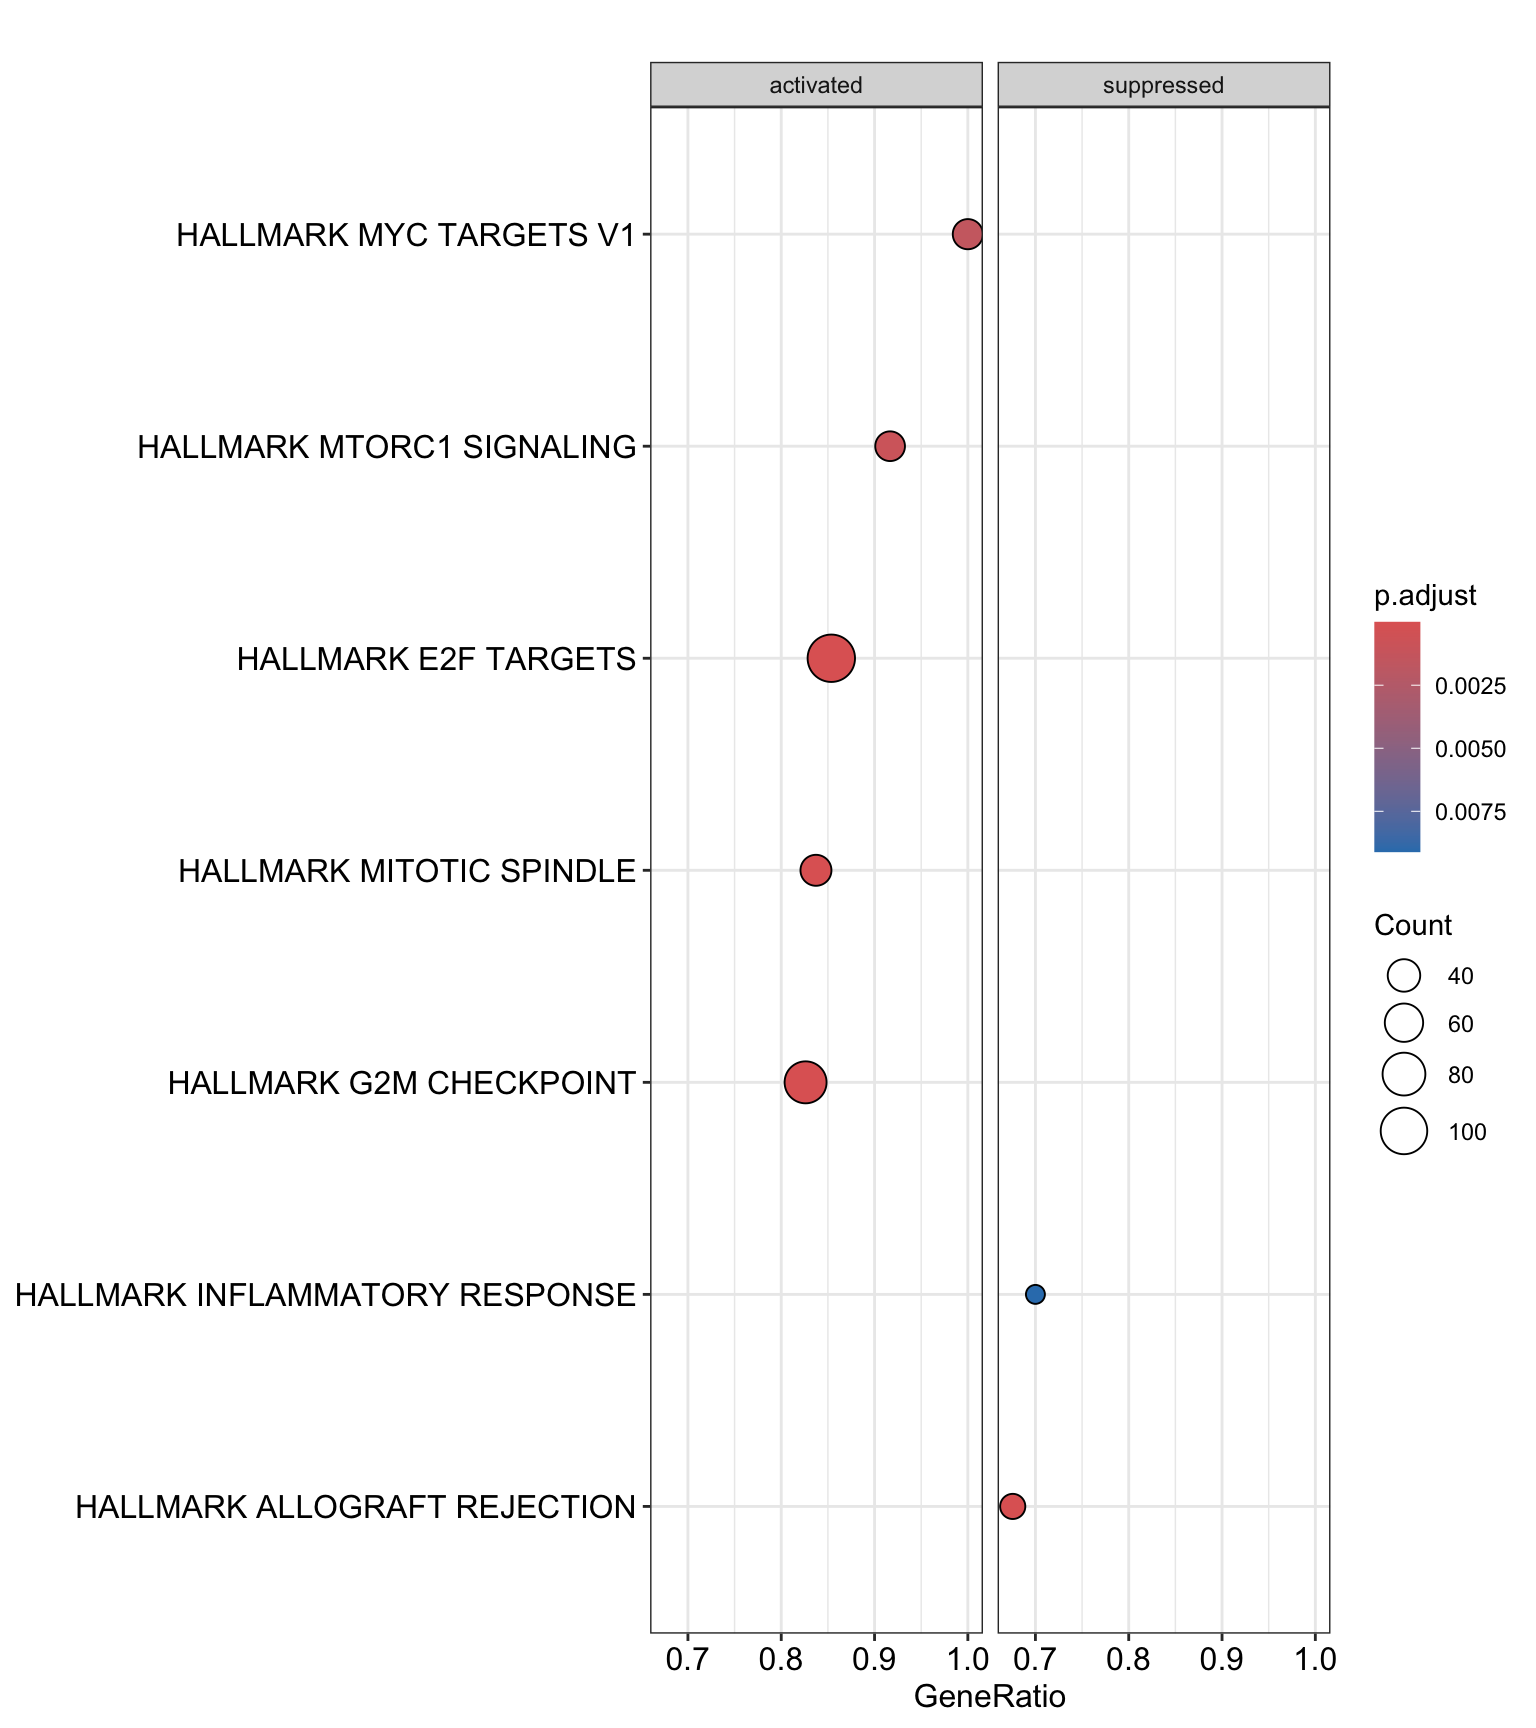 activated
suppressed
HALLMARK MYC TARGETS V1
HALLMARK MTORC1 SIGNALING
HALLMARK E2F TARGETS
HALLMARK MITOTIC SPINDLE
HALLMARK G2M CHECKPOINT
HALLMARK INFLAMMATORY RESPONSE
HALLMARK ALLOGRAFT REJECTION
0.7 0.8 0.9 1.0 0.7 0.8 0.9 1.0
GeneRatio
p.adjust
0.0025
0.0050
0.0075
Count
40
60
80
100